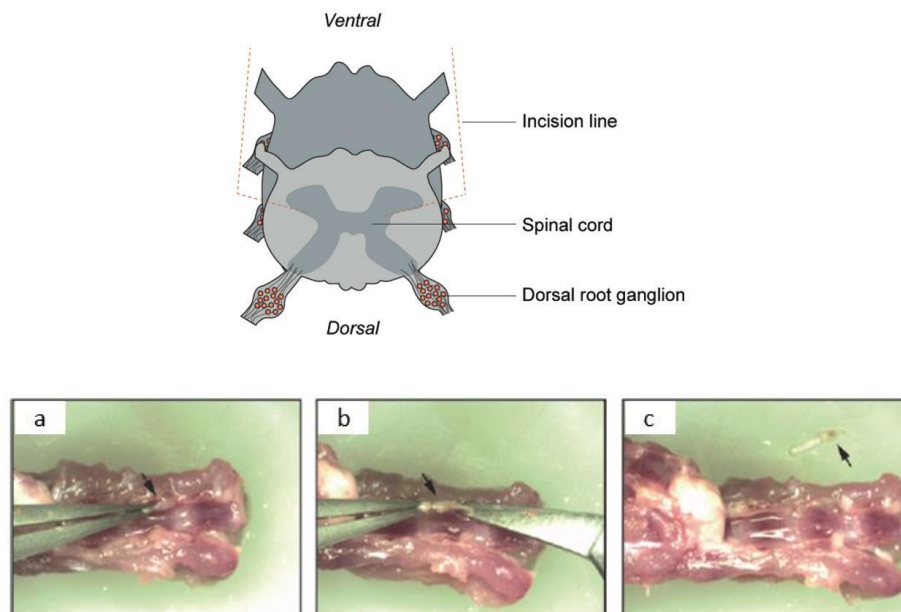 Ventral
Incision line
Spinal cord
Dorsal root ganglion
Dorsal
a
b
c